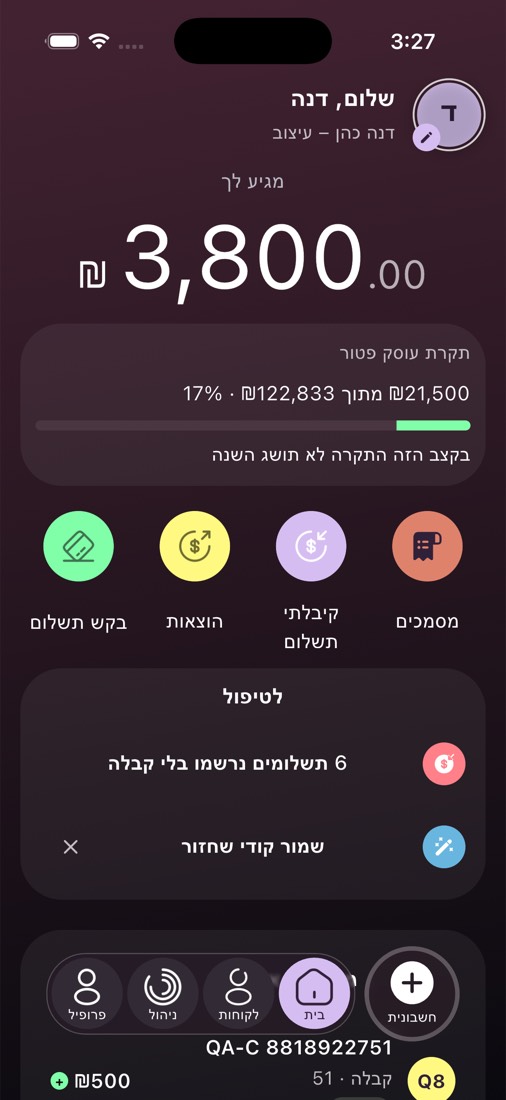 3:27
ד
שלום, דנה
דנה כהן – עיצוב
מגיע לך
₪ 3,800.00
תקרת עוסק פטור
₪21,500 מתוך ₪122,833 · 17%
בקצב הזה התקרה לא תושג השנה
מסמכים
קיבלתי
תשלום
הוצאות
בקש תשלום
לטיפול
6 תשלומים נרשמו בלי קבלה
שמור קודי שחזור
חשבונית
בית
לקוחות
ניהול
פרופיל
QA-C 8818922751
Q8
קבלה · 51
₪500